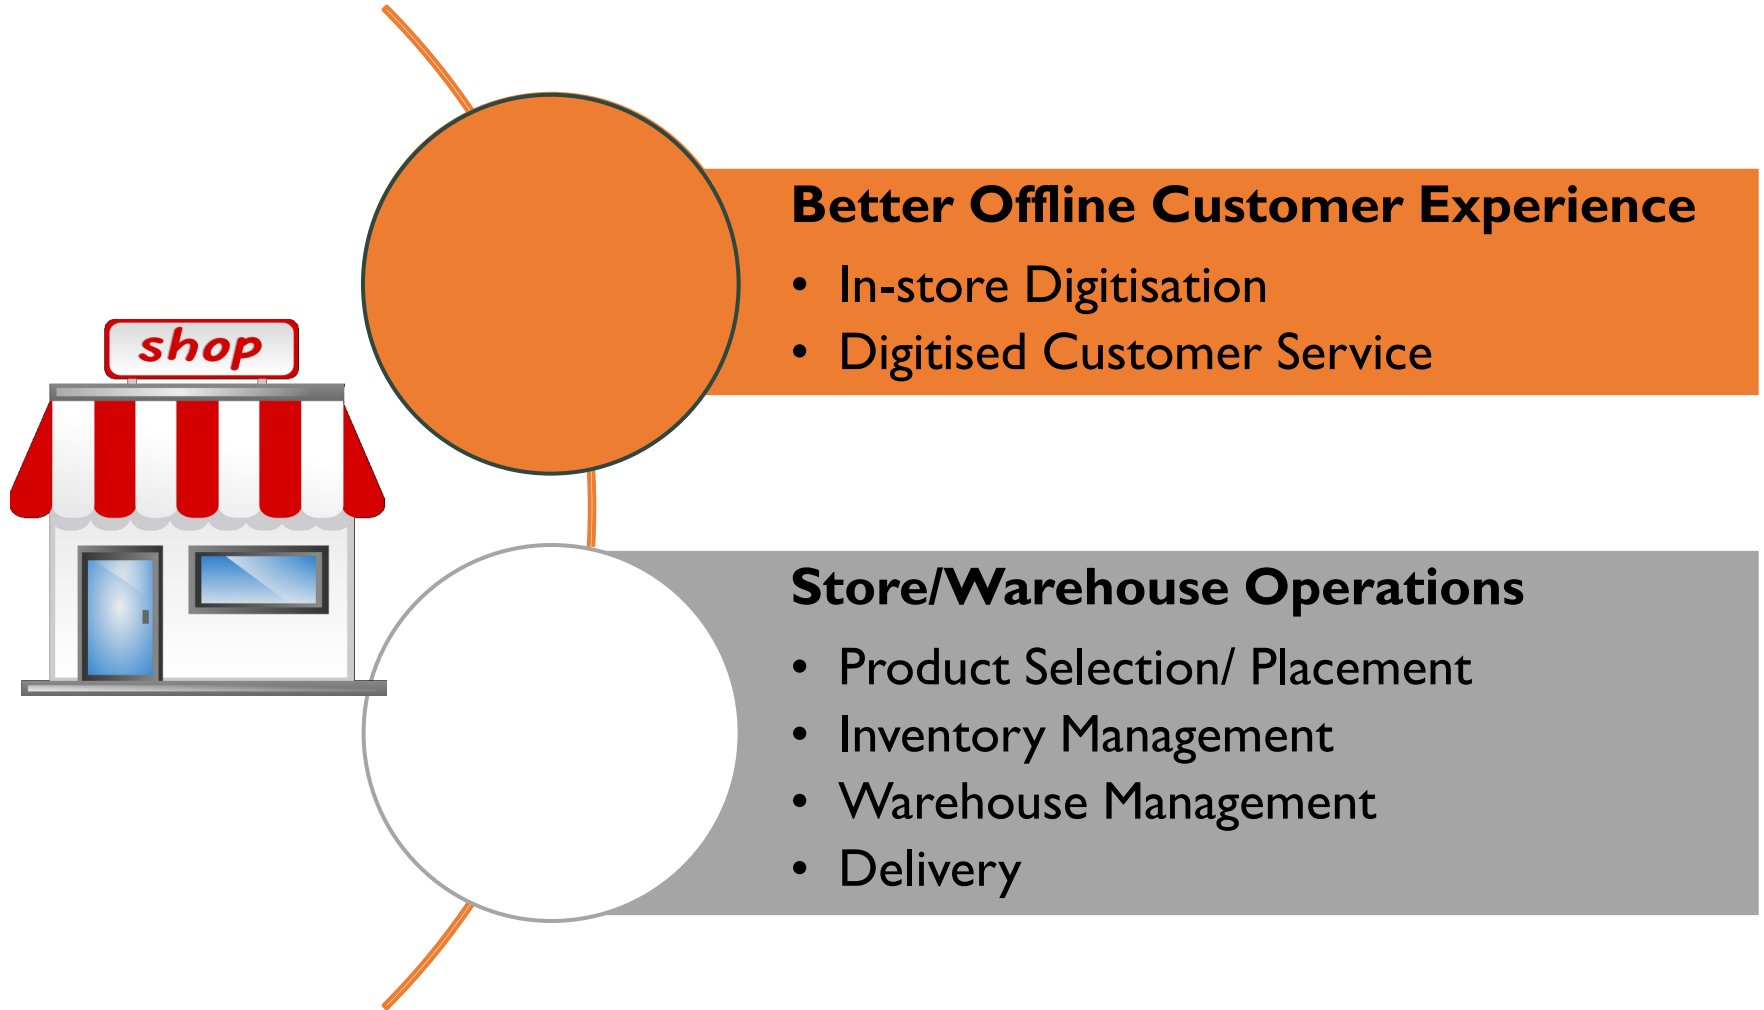 shop
Better Offline Customer Experience
• In-store Digitisation
• Digitised Customer Service
Store/Warehouse Operations
• Product Selection/ Placement
• Inventory Management
• Warehouse Management
• Delivery